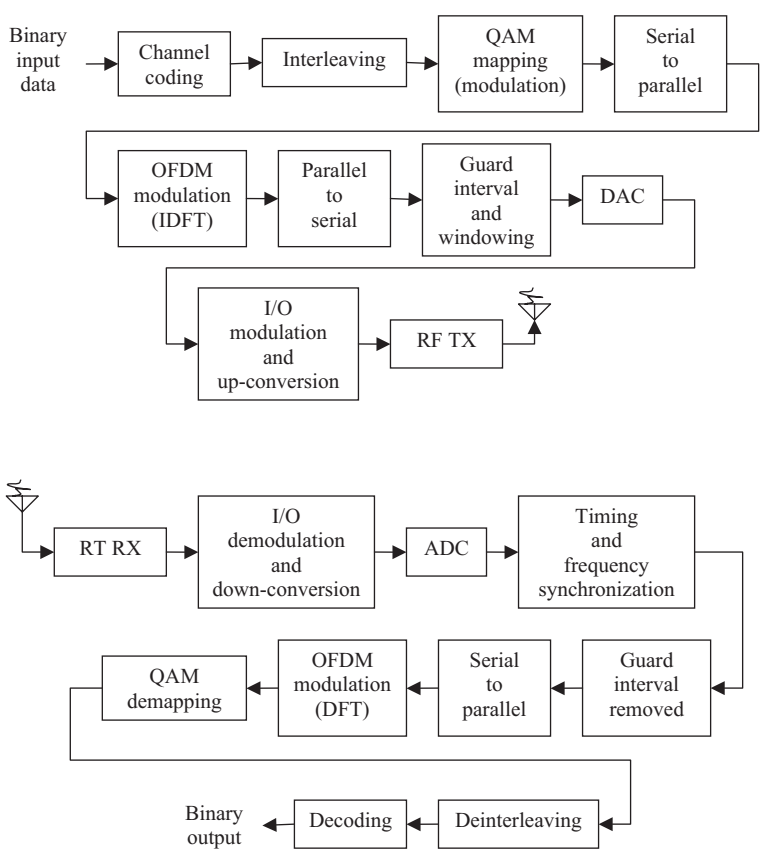 Binary
input
data
Channel
coding
Interleaving
QAM
mapping
(modulation)
Serial
to
parallel
OFDM
modulation
(IDFT)
Parallel
to
serial
Guard
interval
and
windowing
DAC
I/O
modulation
and
up-conversion
RF TX
RT RX
I/O
demodulation
and
down-conversion
ADC
Timing
and
frequency
synchronization
Guard
interval
removed
Serial
to
parallel
OFDM
modulation
(DFT)
QAM
demapping
Deinterleaving
Decoding
Binary
output